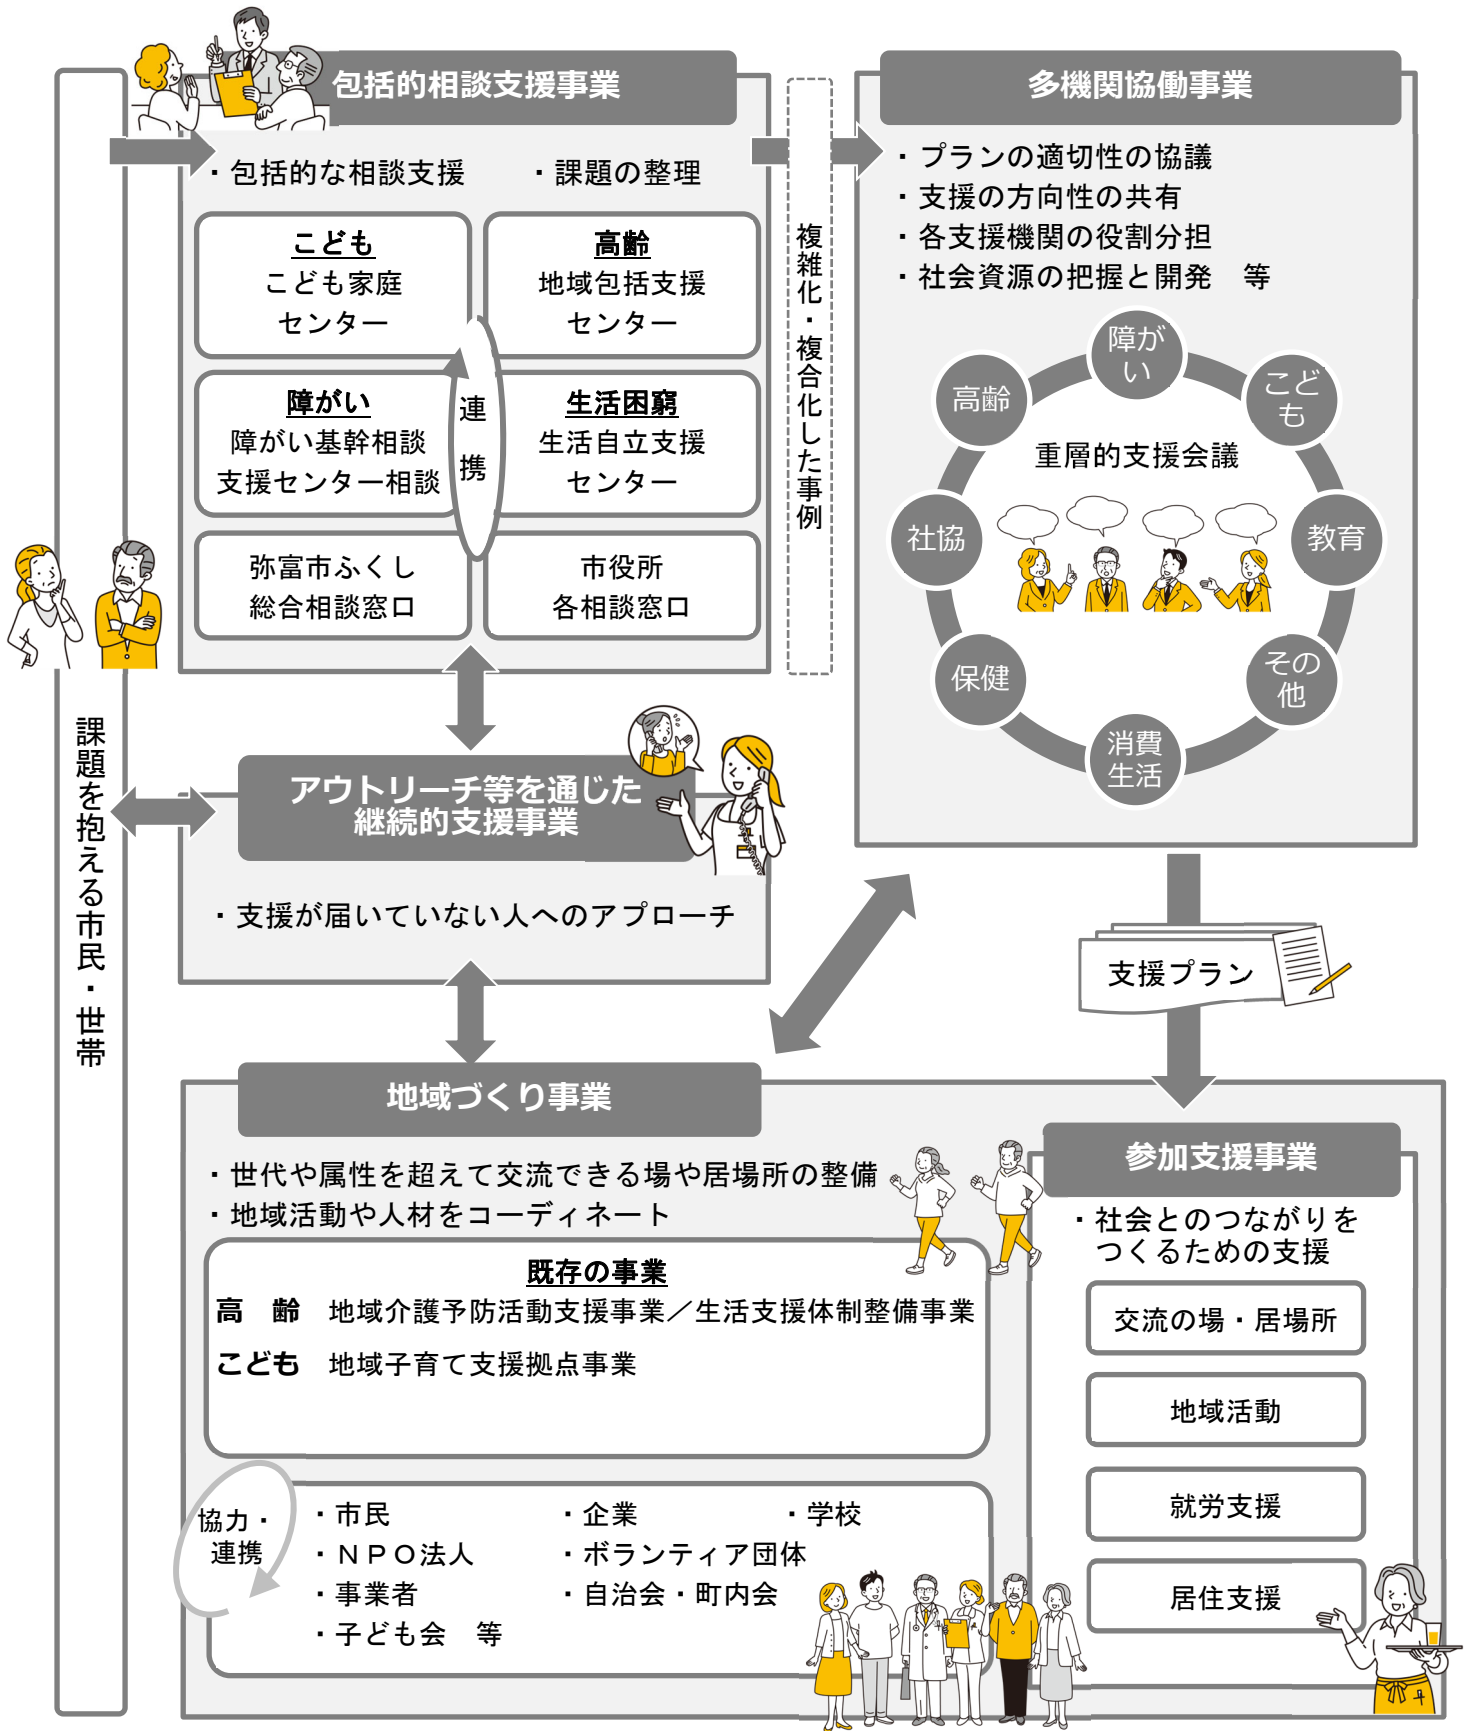 包括的相談支援事業
・包括的な相談支援　・課題の整理
こども
こども家庭
センター
高齢
地域包括支援
センター
障がい
障がい基幹相談
支援センター相談
生活困窮
生活自立支援
センター
連携
弥富市ふくし
総合相談窓口
市役所
各相談窓口
複雑化・複合化した事例
多機関協働事業
・プランの適切性の協議
・支援の方向性の共有
・各支援機関の役割分担
・社会資源の把握と開発　等
障が
い
こど
も
教育
その
他
消費
生活
保健
社協
高齢
重層的支援会議
課題を抱える市民・世帯
アウトリーチ等を通じた
継続的支援事業
・支援が届いていない人へのアプローチ
支援プラン
地域づくり事業
・世代や属性を超えて交流できる場や居場所の整備
・地域活動や人材をコーディネート
既存の事業
高　齢　地域介護予防活動支援事業／生活支援体制整備事業
こども　地域子育て支援拠点事業
協力・
連携
・市民　・企業　・学校
・ＮＰＯ法人　・ボランティア団体
・事業者　・自治会・町内会
・子ども会　等
参加支援事業
・社会とのつながりを
つくるための支援
交流の場・居場所
地域活動
就労支援
居住支援